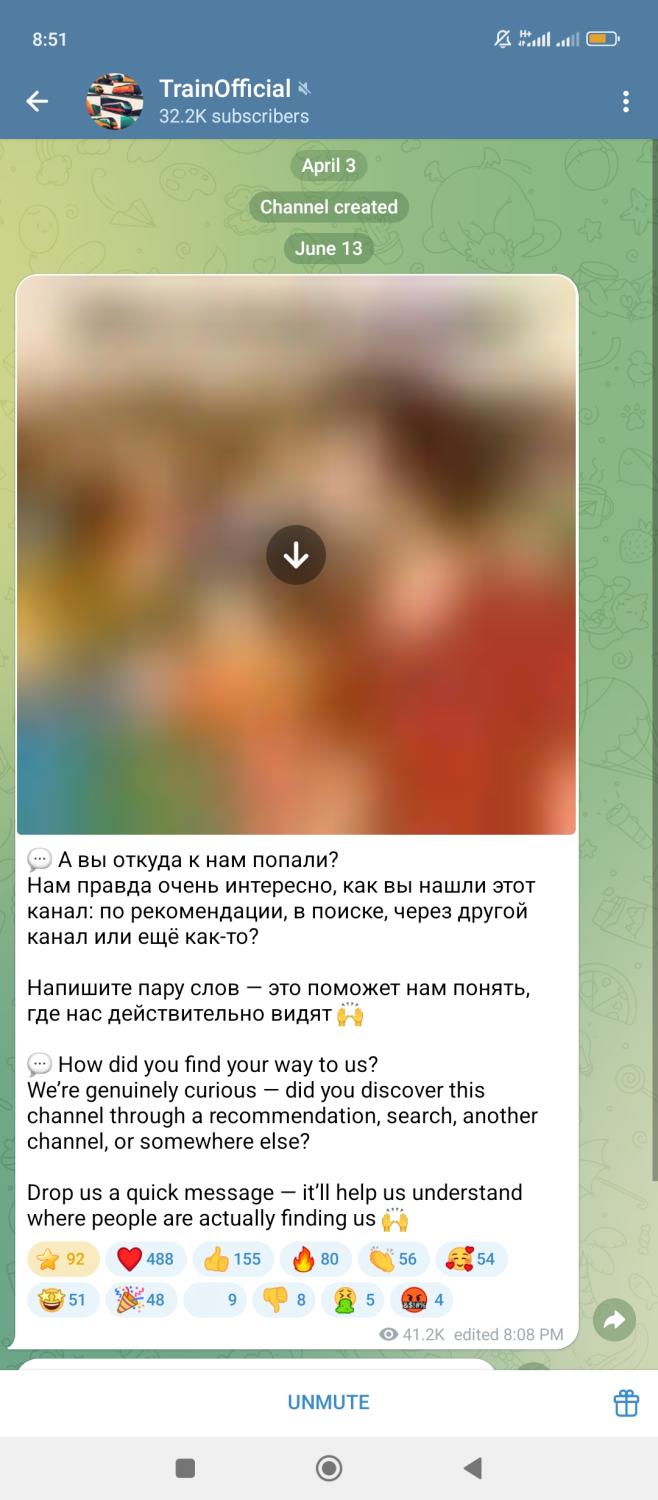 8:51
H+
TrainOfficial
32.2K subscribers
April 3
Channel created
June 13
💬 А вы откуда к нам попали?
Нам правда очень интересно, как вы нашли этот
канал: по рекомендации, в поиске, через другой
канал или ещё как-то?
Напишите пару слов — это поможет нам понять,
где нас действительно видят 🙌
💬 How did you find your way to us?
We’re genuinely curious — did you discover this
channel through a recommendation, search, another
channel, or somewhere else?
Drop us a quick message — it’ll help us understand
where people are actually finding us 🙌
⭐ 92 ❤️ 488 👍 155 🔥 80 👏 56 🥰 54
🤩 51 🎉 48 9 👎 8 🤮 5 🤬 4
41.2K edited 8:08 PM
UNMUTE